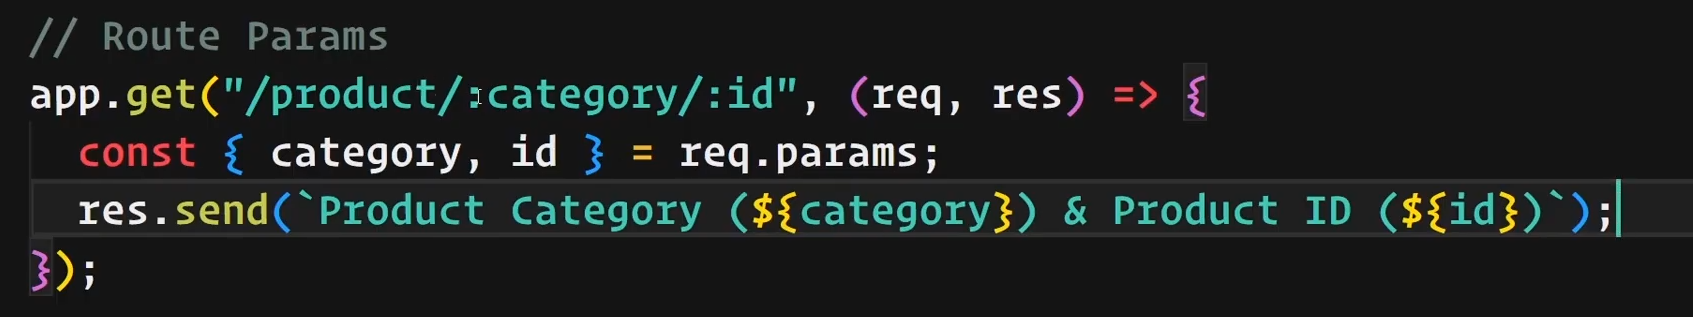 // Route Params
app.get("/product/:category/:id", (req, res) => {
  const { category, id } = req.params;
  res.send(`Product Category (${category}) & Product ID (${id})`);
});